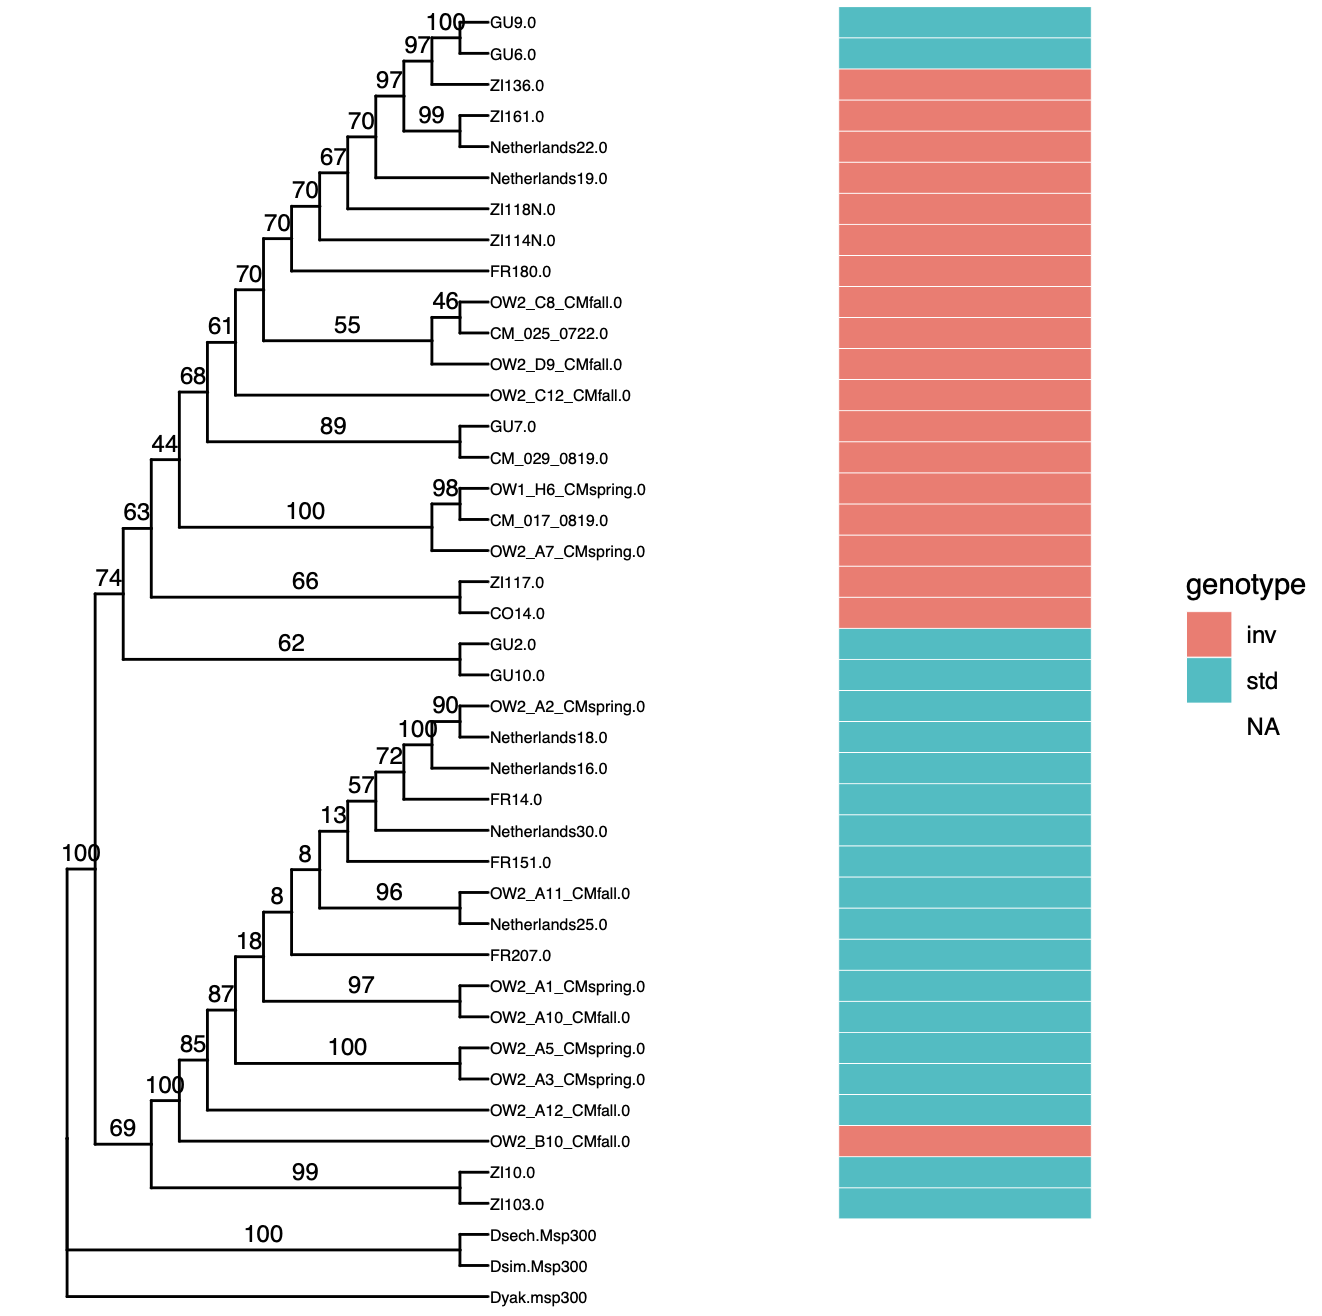 100
GU9.0
97
GU6.0
97
ZI136.0
99
ZI161.0
70
Netherlands22.0
67
Netherlands19.0
70
ZI118N.0
70
ZI114N.0
70
FR180.0
46
OW2_C8_CMfall.0
61
55
CM_025_0722.0
OW2_D9_CMfall.0
68
OW2_C12_CMfall.0
89
GU7.0
44
CM_029_0819.0
98
OW1_H6_CMspring.0
63
100
CM_017_0819.0
OW2_A7_CMspring.0
74
66
ZI117.0
CO14.0
62
GU2.0
GU10.0
90
OW2_A2_CMspring.0
100
Netherlands18.0
72
Netherlands16.0
57
FR14.0
13
Netherlands30.0
100
8
FR151.0
8
96
OW2_A11_CMfall.0
Netherlands25.0
18
FR207.0
87
97
OW2_A1_CMspring.0
OW2_A10_CMfall.0
85
100
OW2_A5_CMspring.0
100
OW2_A3_CMspring.0
OW2_A12_CMfall.0
69
OW2_B10_CMfall.0
99
ZI10.0
ZI103.0
100
Dsech.Msp300
Dsim.Msp300
Dyak.msp300
genotype
inv
std
NA